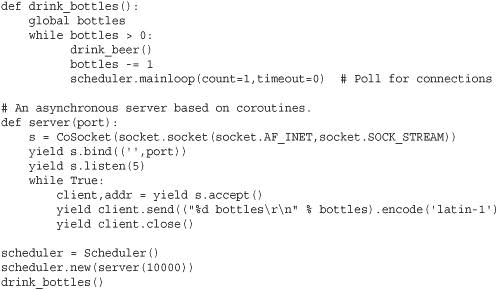 def drink_bottles():
    global bottles
    while bottles > 0:
          drink_beer()
          bottles -= 1
          scheduler.mainloop(count=1,timeout=0)  # Poll for connections

# An asynchronous server based on coroutines.
def server(port):
    s = CoSocket(socket.socket(socket.AF_INET,socket.SOCK_STREAM))
    yield s.bind(('',port))
    yield s.listen(5)
    while True:
        client,addr = yield s.accept()
        yield client.send(("%d bottles\r\n" % bottles).encode('latin-1')
        yield client.close()

scheduler = Scheduler()
scheduler.new(server(10000))
drink_bottles()